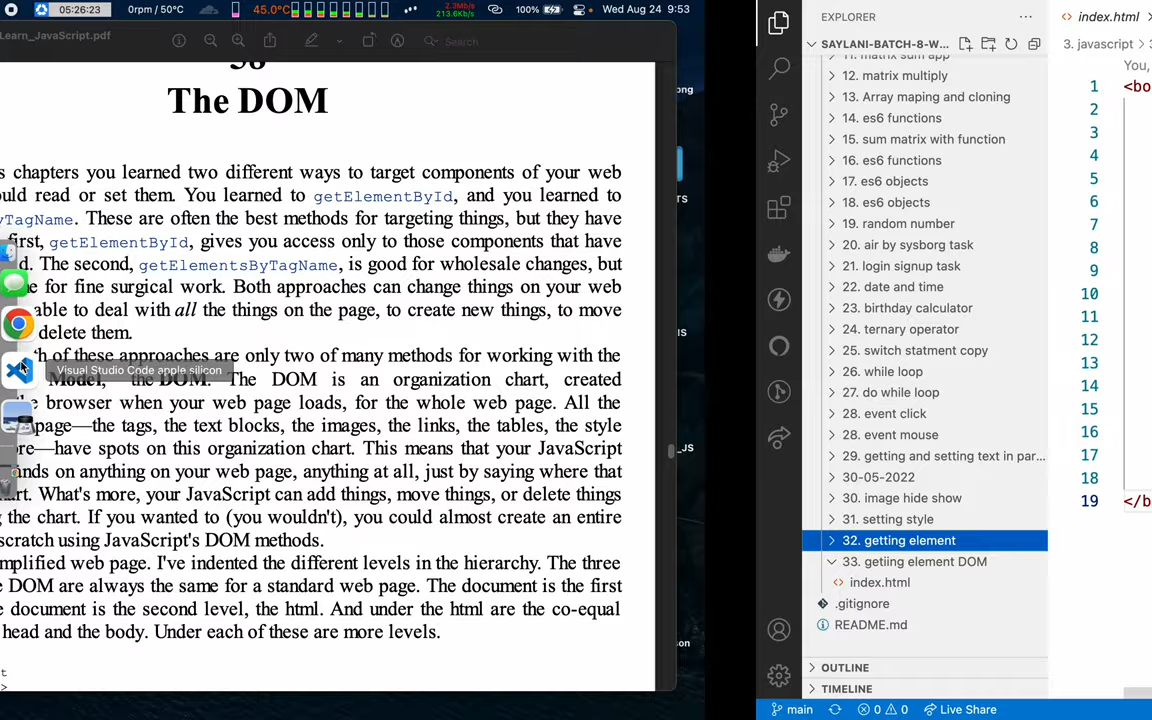 05:26:23
0rpm / 50°C
45.0°C
2.3Mb/s
213.6Kb/s
100%
Wed Aug 24
9:53
Learn_JavaScript.pdf
Search
The DOM
s chapters you learned two different ways to target components of your web
ould read or set them. You learned to getElementById, and you learned to
yTagName. These are often the best methods for targeting things, but they have
first, getElementById, gives you access only to those components that have
d. The second, getElementsByTagName, is good for wholesale changes, but
e for fine surgical work. Both approaches can change things on your web
able to deal with all the things on the page, to create new things, to move
delete them.
th of these approaches are only two of many methods for working with the
Visual Studio Code apple silicon
Model, the DOM. The DOM is an organization chart, created
e browser when your web page loads, for the whole web page. All the
page—the tags, the text blocks, the images, the links, the tables, the style
ore—have spots on this organization chart. This means that your JavaScript
ands on anything on your web page, anything at all, just by saying where that
art. What's more, your JavaScript can add things, move things, or delete things
g the chart. If you wanted to (you wouldn't), you could almost create an entire
scratch using JavaScript's DOM methods.
mplified web page. I've indented the different levels in the hierarchy. The three
e DOM are always the same for a standard web page. The document is the first
e document is the second level, the html. And under the html are the co-equal
head and the body. Under each of these are more levels.
t
>
ong
TS
IS
_JS
son
EXPLORER
SAYLANI-BATCH-8-W...
12. matrix multiply
13. Array maping and cloning
14. es6 functions
15. sum matrix with function
16. es6 functions
17. es6 objects
18. es6 objects
19. random number
20. air by sysborg task
21. login signup task
22. date and time
23. birthday calculator
24. ternary operator
25. switch statment copy
26. while loop
27. do while loop
28. event click
28. event mouse
29. getting and setting text in par...
30-05-2022
30. image hide show
31. setting style
32. getting element
33. getiing element DOM
<> index.html
.gitignore
README.md
OUTLINE
TIMELINE
main
0
0
Live Share
<> index.html
3. javascript > 3
You,
1 <bo
2
3
4
5
6
7
8
9
10
11
12
13
14
15
16
17
18
19 </b